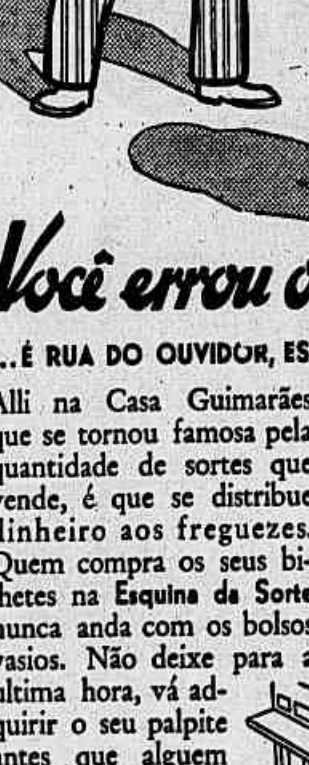 Você errou o
...É RUA DO OUVIDOR, ES
Alli na Casa Guimarães
que se tornou famosa pela
quantidade de sortes que
vende, é que se distribue
dinheiro aos freguezes.
Quem compra os seus bi-
lhetes na Esquina da Sorte
nunca anda com os bolsos
vasios. Não deixe para a
ultima hora, vá ad-
quirir o seu palpite
antes que alguem